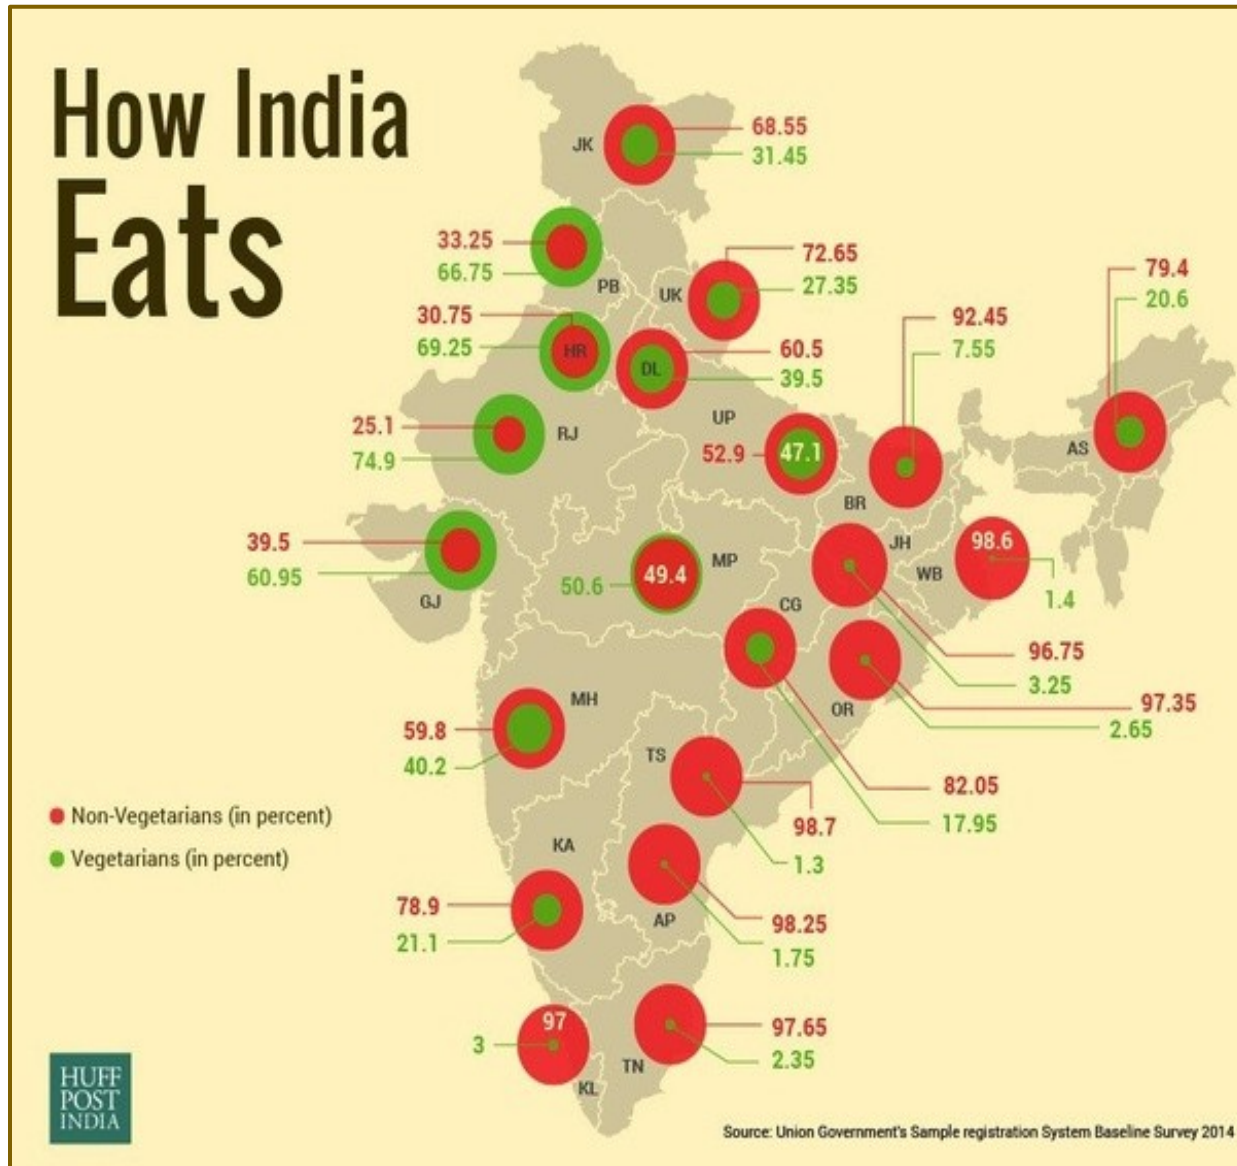 How India
Eats
JK
68.55
31.45
33.25
66.75
PB
UK
72.65
27.35
79.4
20.6
30.75
69.25
HR
DL
60.5
39.5
92.45
7.55
UP
25.1
74.9
RJ
52.9
47.1
BR
AS
39.5
60.95
GJ
50.6
49.4
MP
JH
WB
98.6
1.4
CG
96.75
3.25
OR
97.35
2.65
MH
59.8
40.2
TS
98.7
1.3
82.05
17.95
Non-Vegetarians (in percent)
Vegetarians (in percent)
KA
78.9
21.1
AP
98.25
1.75
97
3
KL
TN
97.65
2.35
HUFF
POST
INDIA
Source: Union Government's Sample registration System Baseline Survey 2014